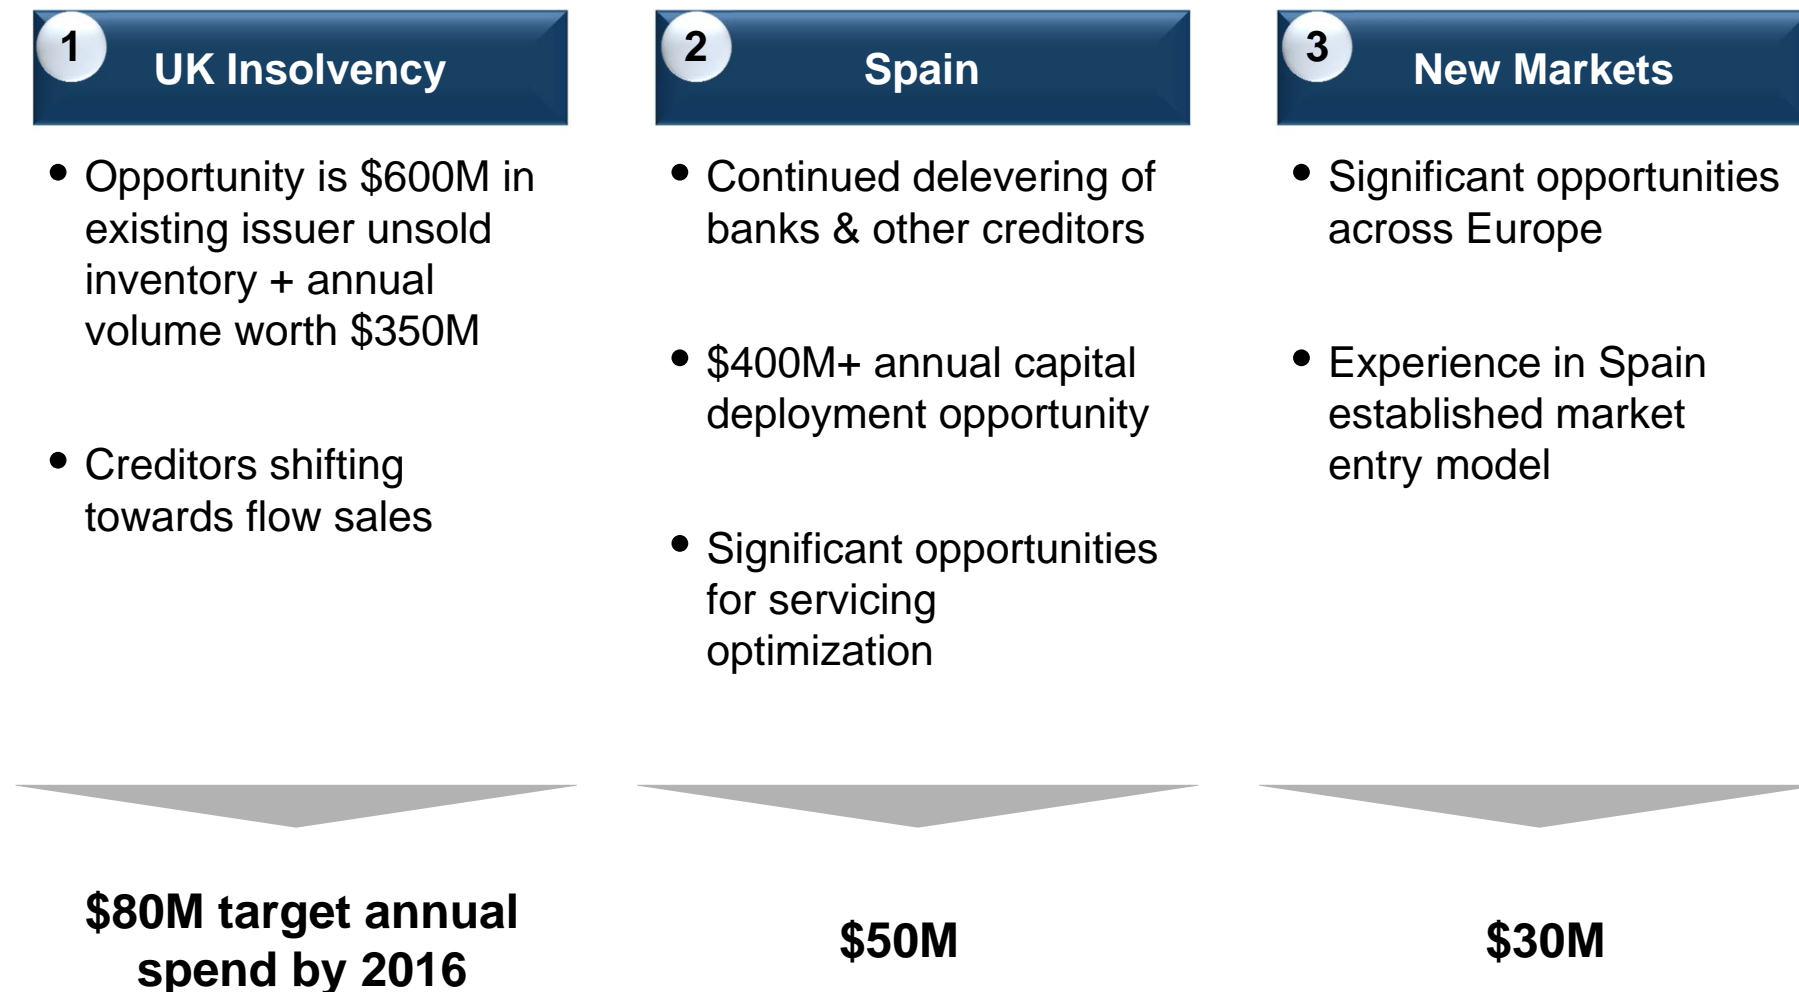 1
UK Insolvency
• Opportunity is $600M in
existing issuer unsold
inventory + annual
volume worth $350M
• Creditors shifting
towards flow sales
$80M target annual
spend by 2016
2
Spain
• Continued delevering of
banks & other creditors
• $400M+ annual capital
deployment opportunity
• Significant opportunities
for servicing
optimization
$50M
3
New Markets
• Significant opportunities
across Europe
• Experience in Spain
established market
entry model
$30M